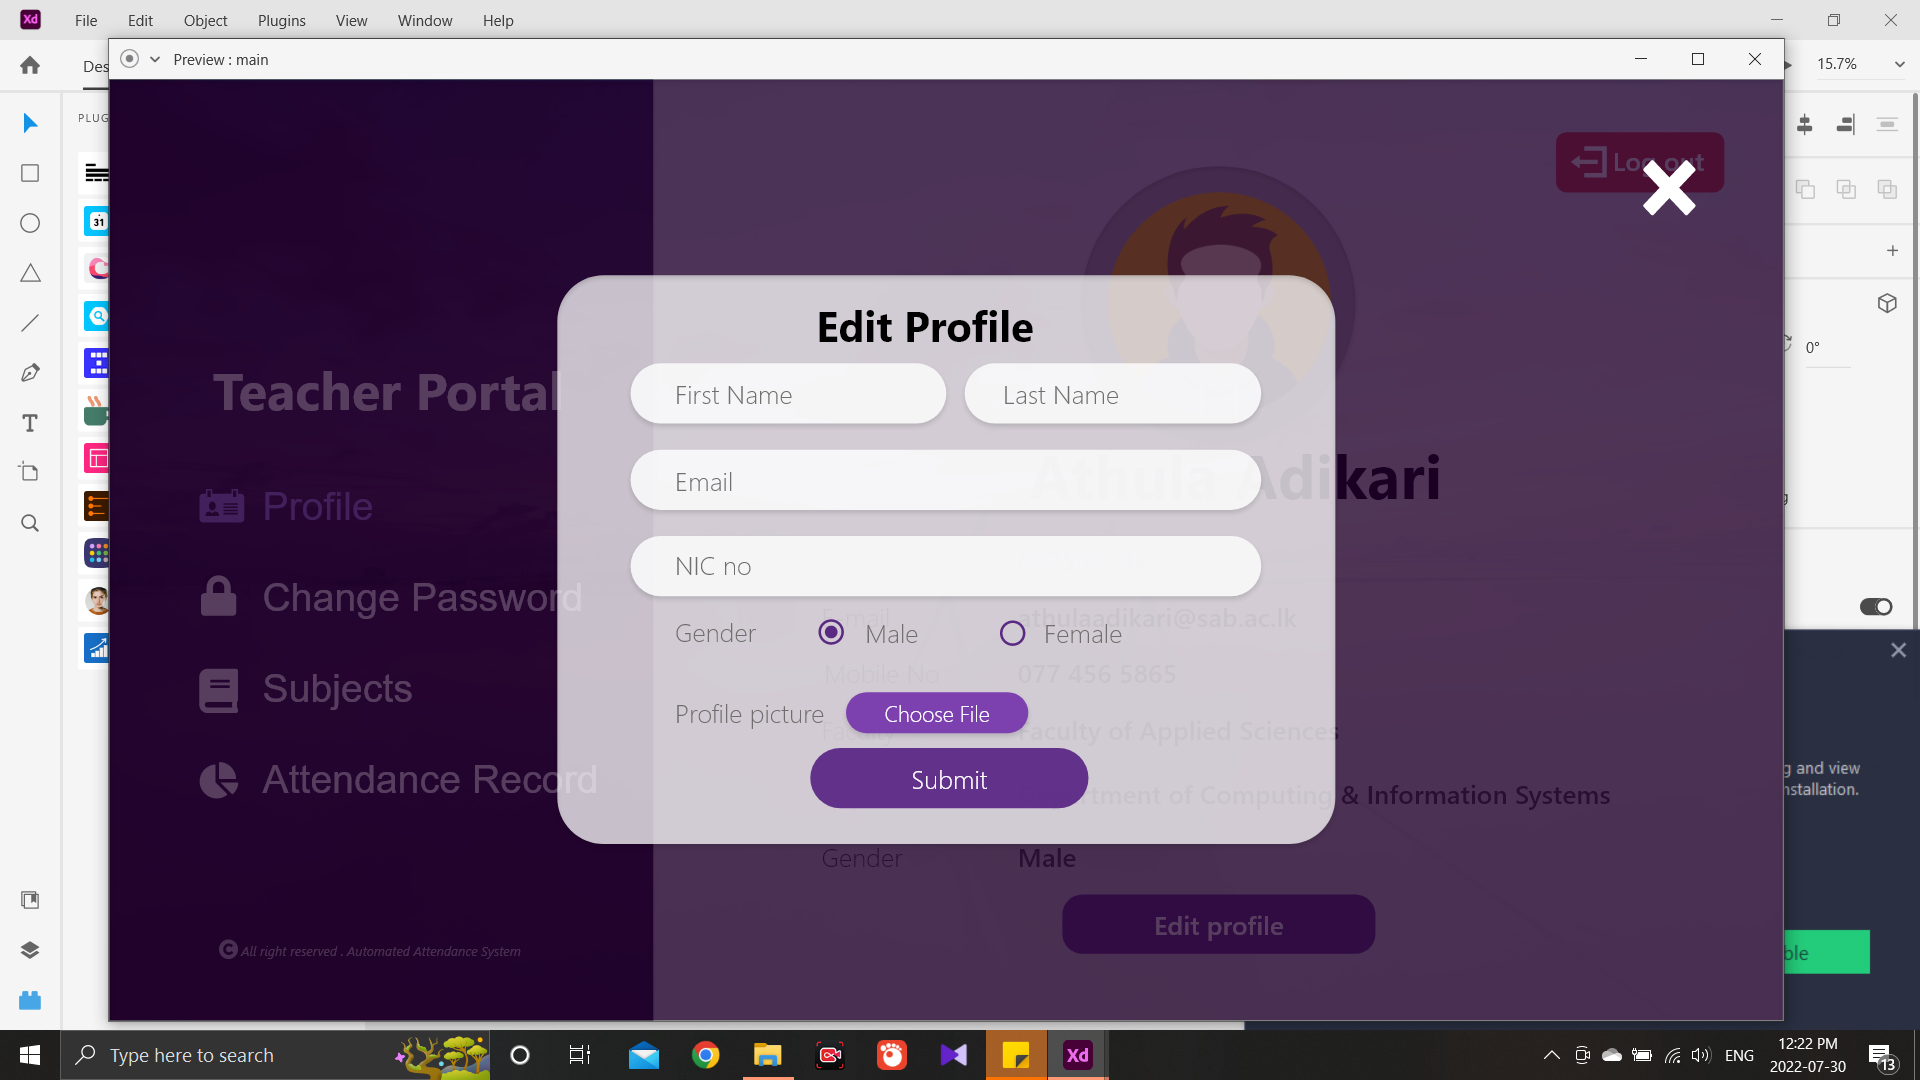 Xd File Edit Object Plugins View Window Help
Des
Preview : main
15.7%
PLUG
31
Log out
Edit Profile
First Name
Last Name
Teacher Portal
Athula Adikari
Email
Profile
NIC no
Change Password
E-mail
athulaadikari@sab.ac.lk
Gender
Male
Female
Mobile No
077 456 5865
Subjects
Profile picture
Choose File
Faculty
Faculty of Applied Sciences
Attendance Record
Submit
rtment of Computing & Information Systems
Gender
Male
Edit profile
C All right reserved . Automated Attendance System
0°
g
g and view
nstallation.
ble
Type here to search
Xd
ENG
12:22 PM
2022-07-30
13